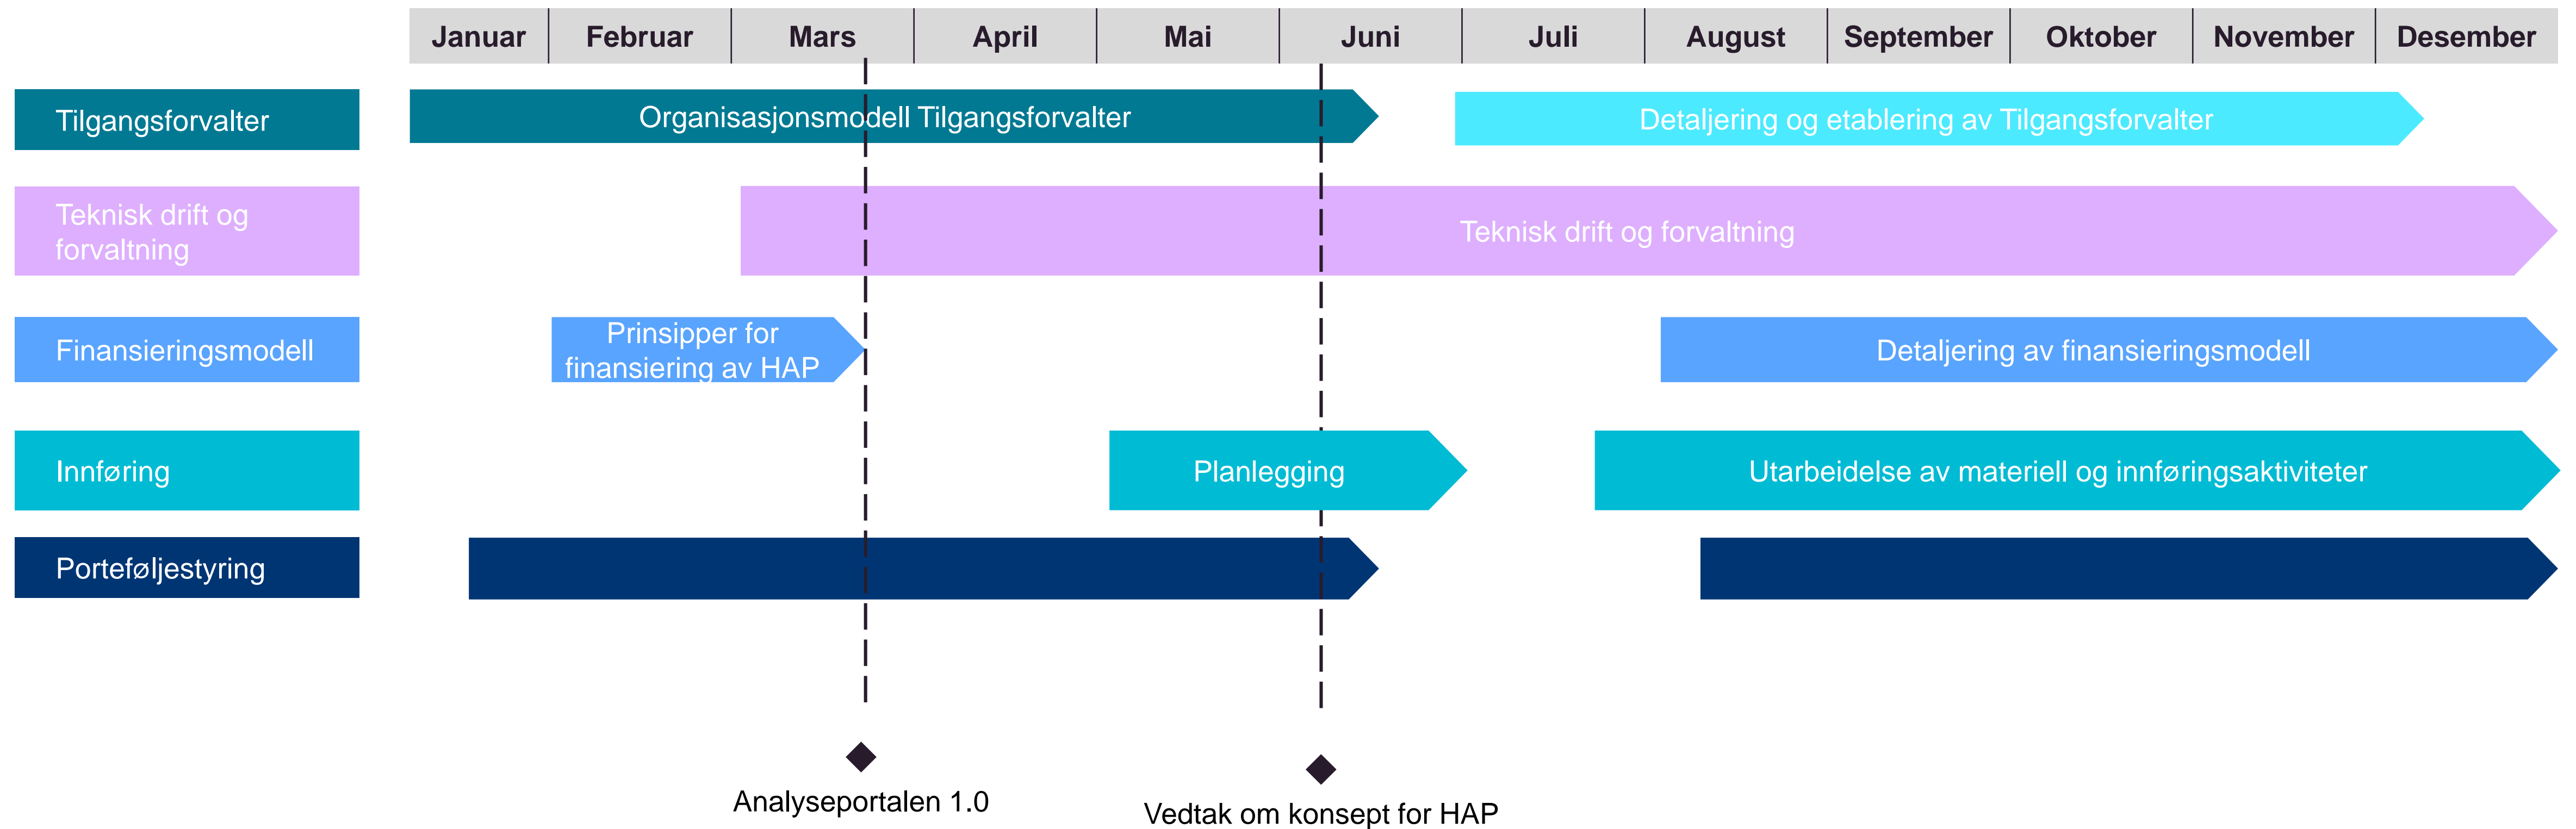 Januar
Februar
Mars
April
Mai
Juni
Juli
August
September
Oktober
November
Desember
Tilgangsforvalter
Organisasjonsmodell Tilgangsforvalter
Detaljering og etablering av Tilgangsforvalter
Teknisk drift og
forvaltning
Teknisk drift og forvaltning
Finansieringsmodell
Prinsipper for
finansiering av HAP
Detaljering av finansieringsmodell
Innføring
Planlegging
Utarbeidelse av materiell og innføringsaktiviteter
Porteføljestyring
Analyseportalen 1.0
Vedtak om konsept for HAP